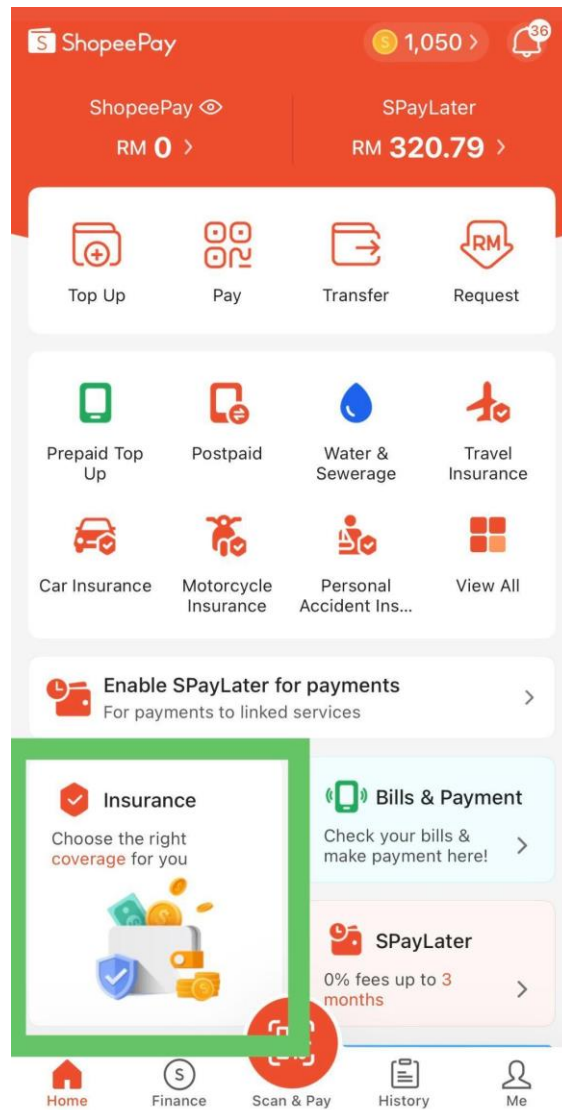 S ShopeePay
S 1,050 >
36
ShopeePay
RM 0 >
SPayLater
RM 320.79 >
Top Up
Pay
Transfer
RM
Request
Prepaid Top
Up
Postpaid
Water &
Sewerage
Travel
Insurance
Car Insurance
Motorcycle
Insurance
Personal
Accident Ins...
View All
Enable SPayLater for payments
For payments to linked services
Insurance
Choose the right
coverage for you
Bills & Payment
Check your bills &
make payment here!
SPayLater
0% fees up to 3
months
Home
Finance
Scan & Pay
History
Me